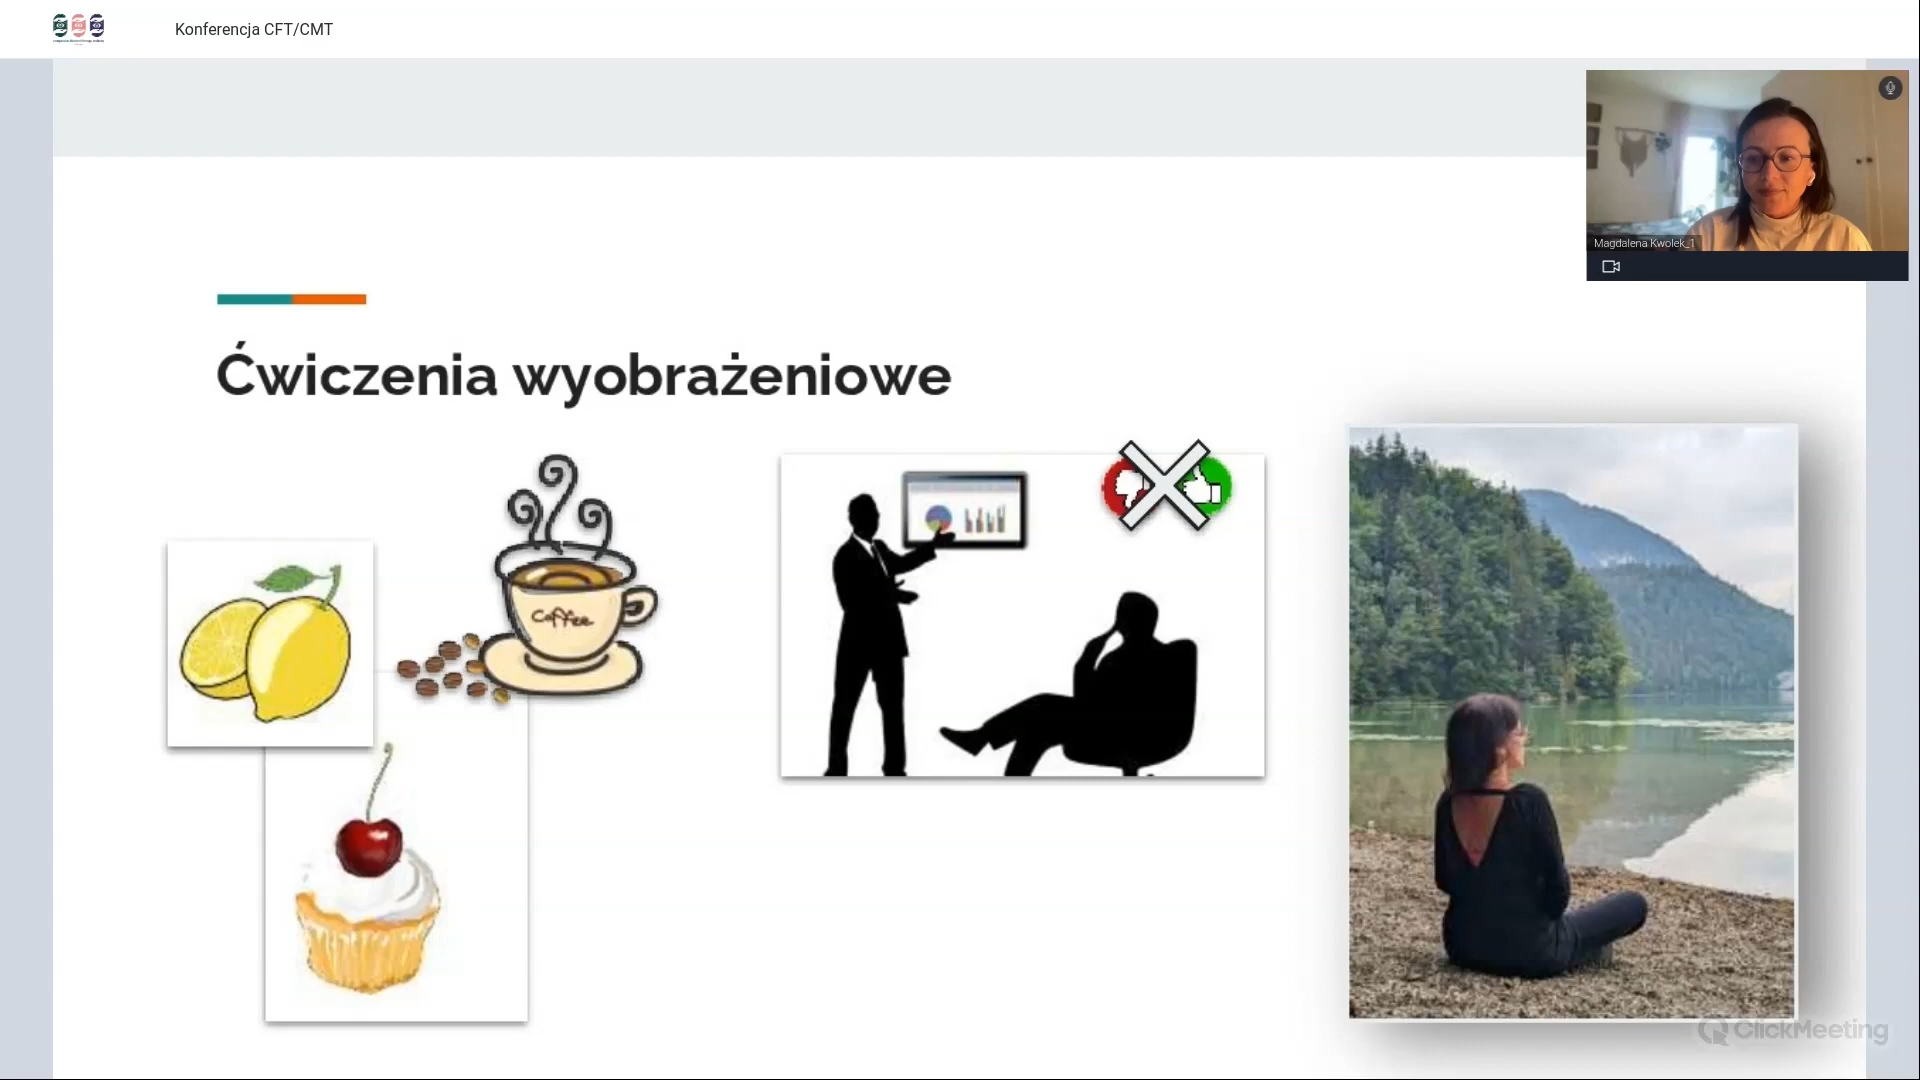 Konferencja CFT/CMT
Magdalena Kwolek_1
Ćwiczenia wyobrażeniowe
Coffee
ClickMeeting